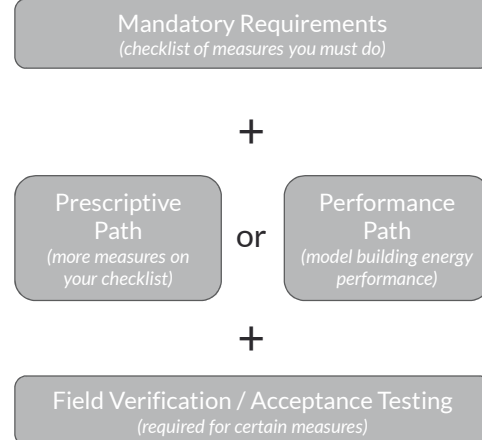 Mandatory Requirements
(checklist of measures you must do)
+
Prescriptive
Path
(more measures on
your checklist)
or
Performance
Path
(model building energy
performance)
+
Field Verification / Acceptance Testing
(required for certain measures)